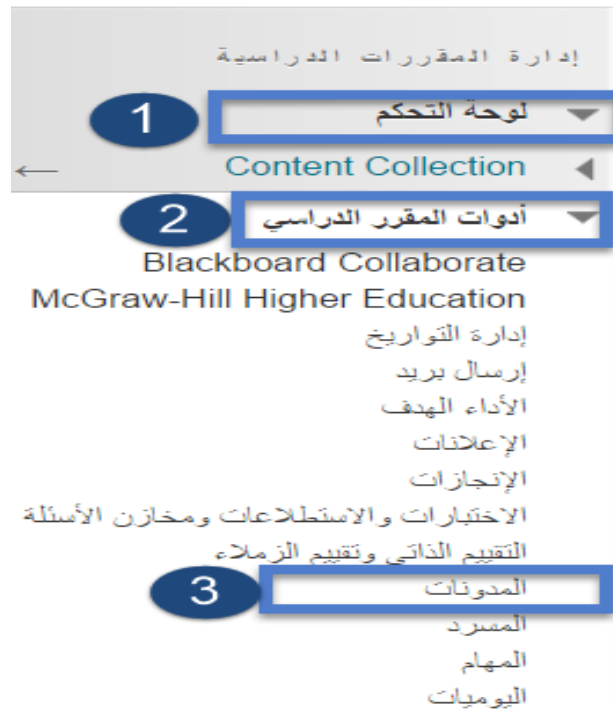 إدارة المقررات الدراسية
1 لوحة التحكم
Content Collection
2 أدوات المقرر الدراسي
Blackboard Collaborate
McGraw-Hill Higher Education
إدارة التواريخ
إرسال بريد
الأداء الهدف
الإعلانات
الإنجازات
الاختبارات والاستطلاعات ومخازن الأسئلة
التقييم الذاتي وتقييم الزملاء
3 المدونات
المسرد
المهام
اليوميات